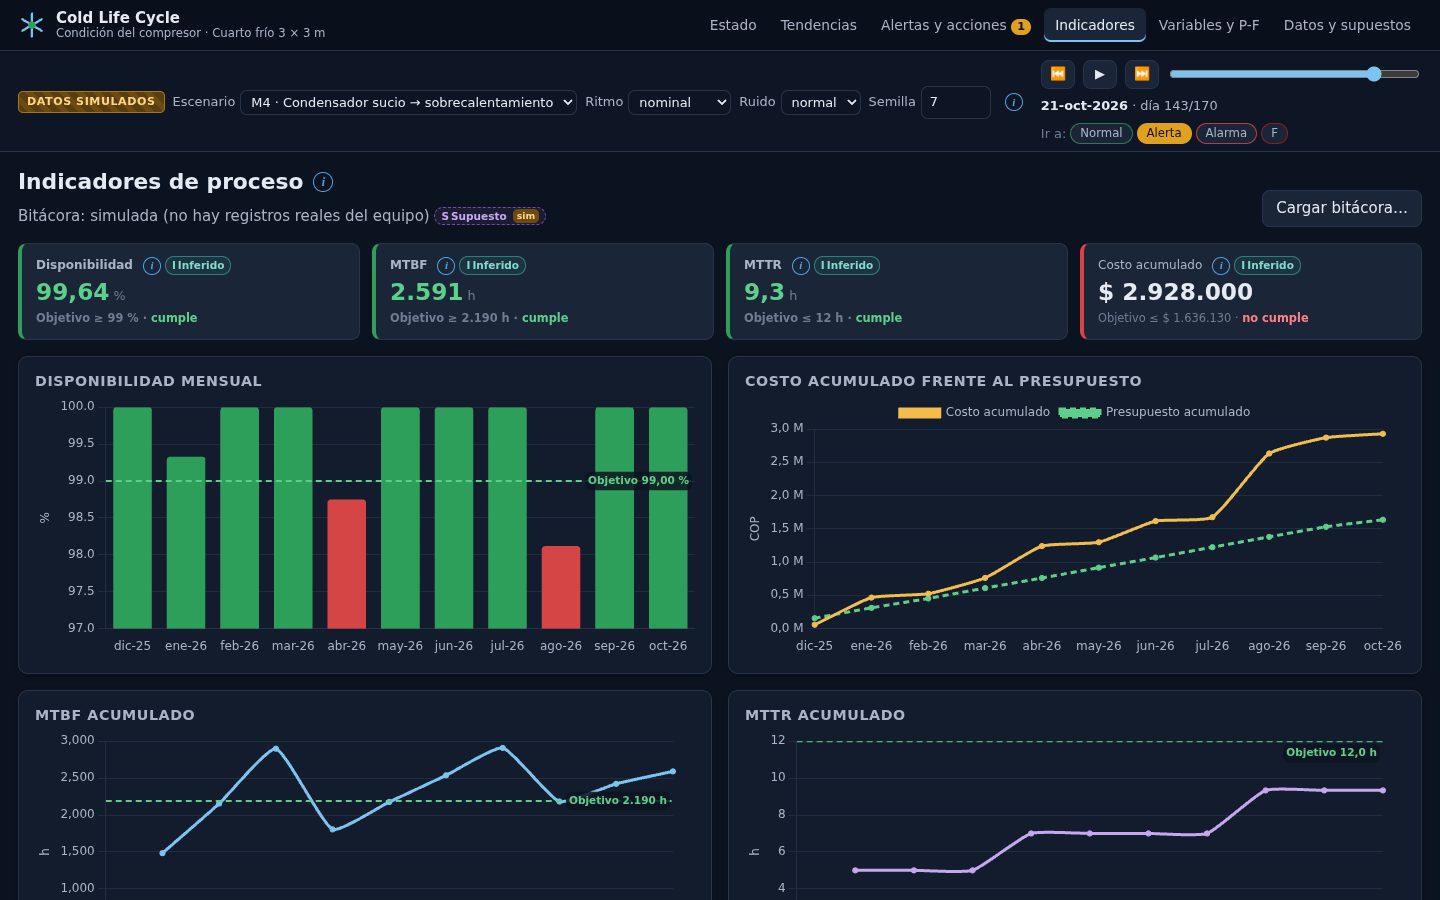 Cold Life Cycle
Condición del compresor · Cuarto frío 3 × 3 m
Estado Tendencias Alertas y acciones 1 Indicadores Variables y P-F Datos y supuestos
DATOS SIMULADOS Escenario M4 · Condensador sucio → sobrecalentamiento Ritmo nominal Ruido normal Semilla 7 i
21-oct-2026 · día 143/170
Ir a: Normal Alerta Alarma F
Indicadores de proceso i
Bitácora: simulada (no hay registros reales del equipo) S Supuesto sim
Cargar bitácora...
Disponibilidad i I Inferido
99,64 %
Objetivo ≥ 99 % · cumple
MTBF i I Inferido
2.591 h
Objetivo ≥ 2.190 h · cumple
MTTR i I Inferido
9,3 h
Objetivo ≤ 12 h · cumple
Costo acumulado i I Inferido
$ 2.928.000
Objetivo ≤ $ 1.636.130 · no cumple
DISPONIBILIDAD MENSUAL
100.0
99.5
99.0
98.5
98.0
97.5
97.0
%
Objetivo 99,00 %
dic-25 ene-26 feb-26 mar-26 abr-26 may-26 jun-26 jul-26 ago-26 sep-26 oct-26
COSTO ACUMULADO FRENTE AL PRESUPUESTO
Costo acumulado Presupuesto acumulado
3,0 M
2,5 M
2,0 M
1,5 M
1,0 M
0,5 M
0,0 M
COP
dic-25 ene-26 feb-26 mar-26 abr-26 may-26 jun-26 jul-26 ago-26 sep-26 oct-26
MTBF ACUMULADO
3,000
2,500
2,000
1,500
1,000
h
Objetivo 2.190 h
MTTR ACUMULADO
12
10
8
6
4
h
Objetivo 12,0 h